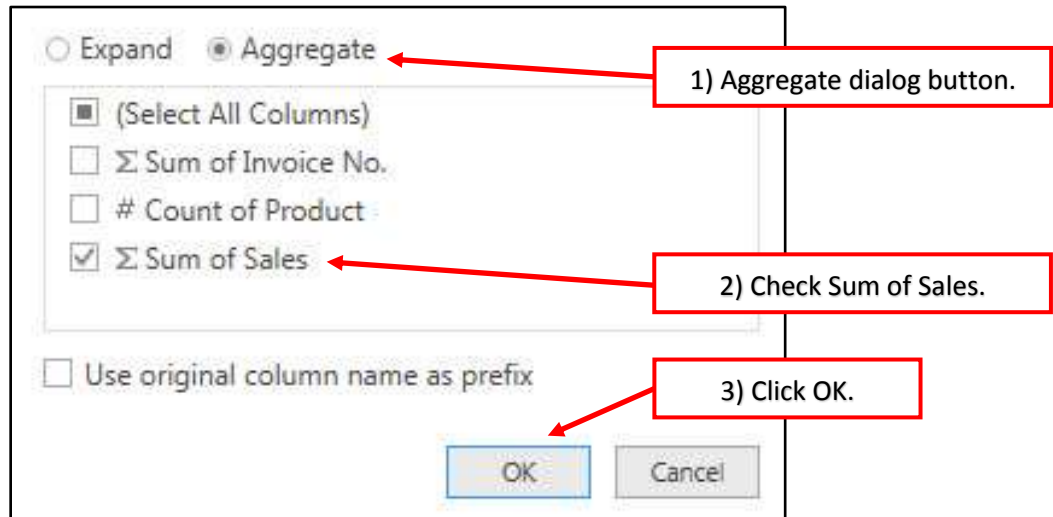 Expand Aggregate
1) Aggregate dialog button.
(Select All Columns)
Σ Sum of Invoice No.
# Count of Product
Σ Sum of Sales
2) Check Sum of Sales.
Use original column name as prefix
3) Click OK.
OK Cancel